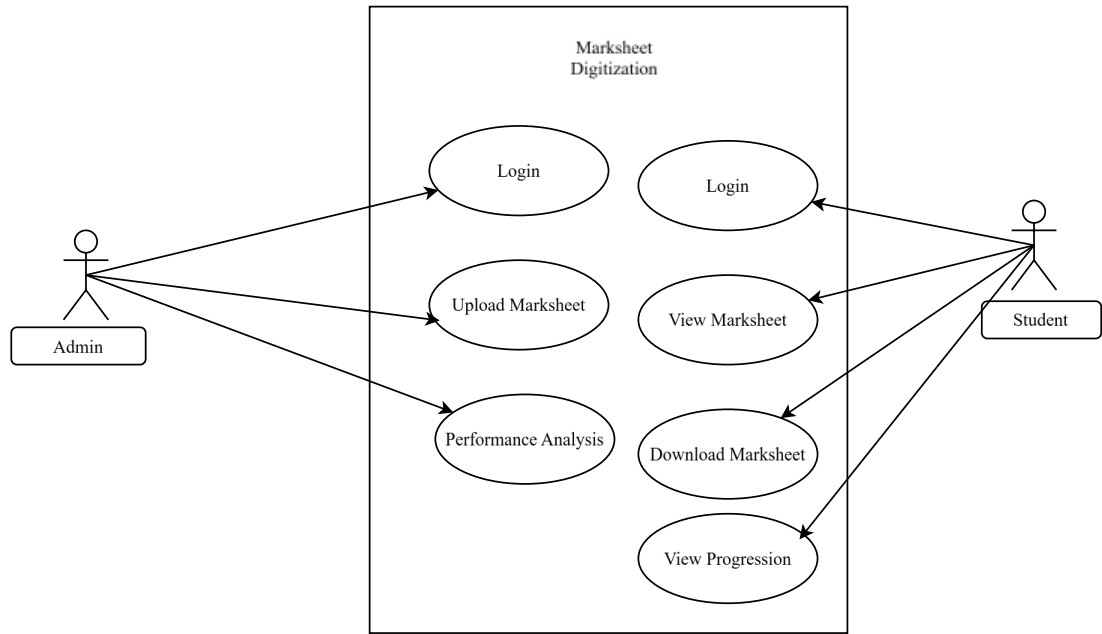 Marksheet
Digitization
Login
Login
Upload Marksheet
View Marksheet
Admin
Student
Performance Analysis
Download Marksheet
View Progression